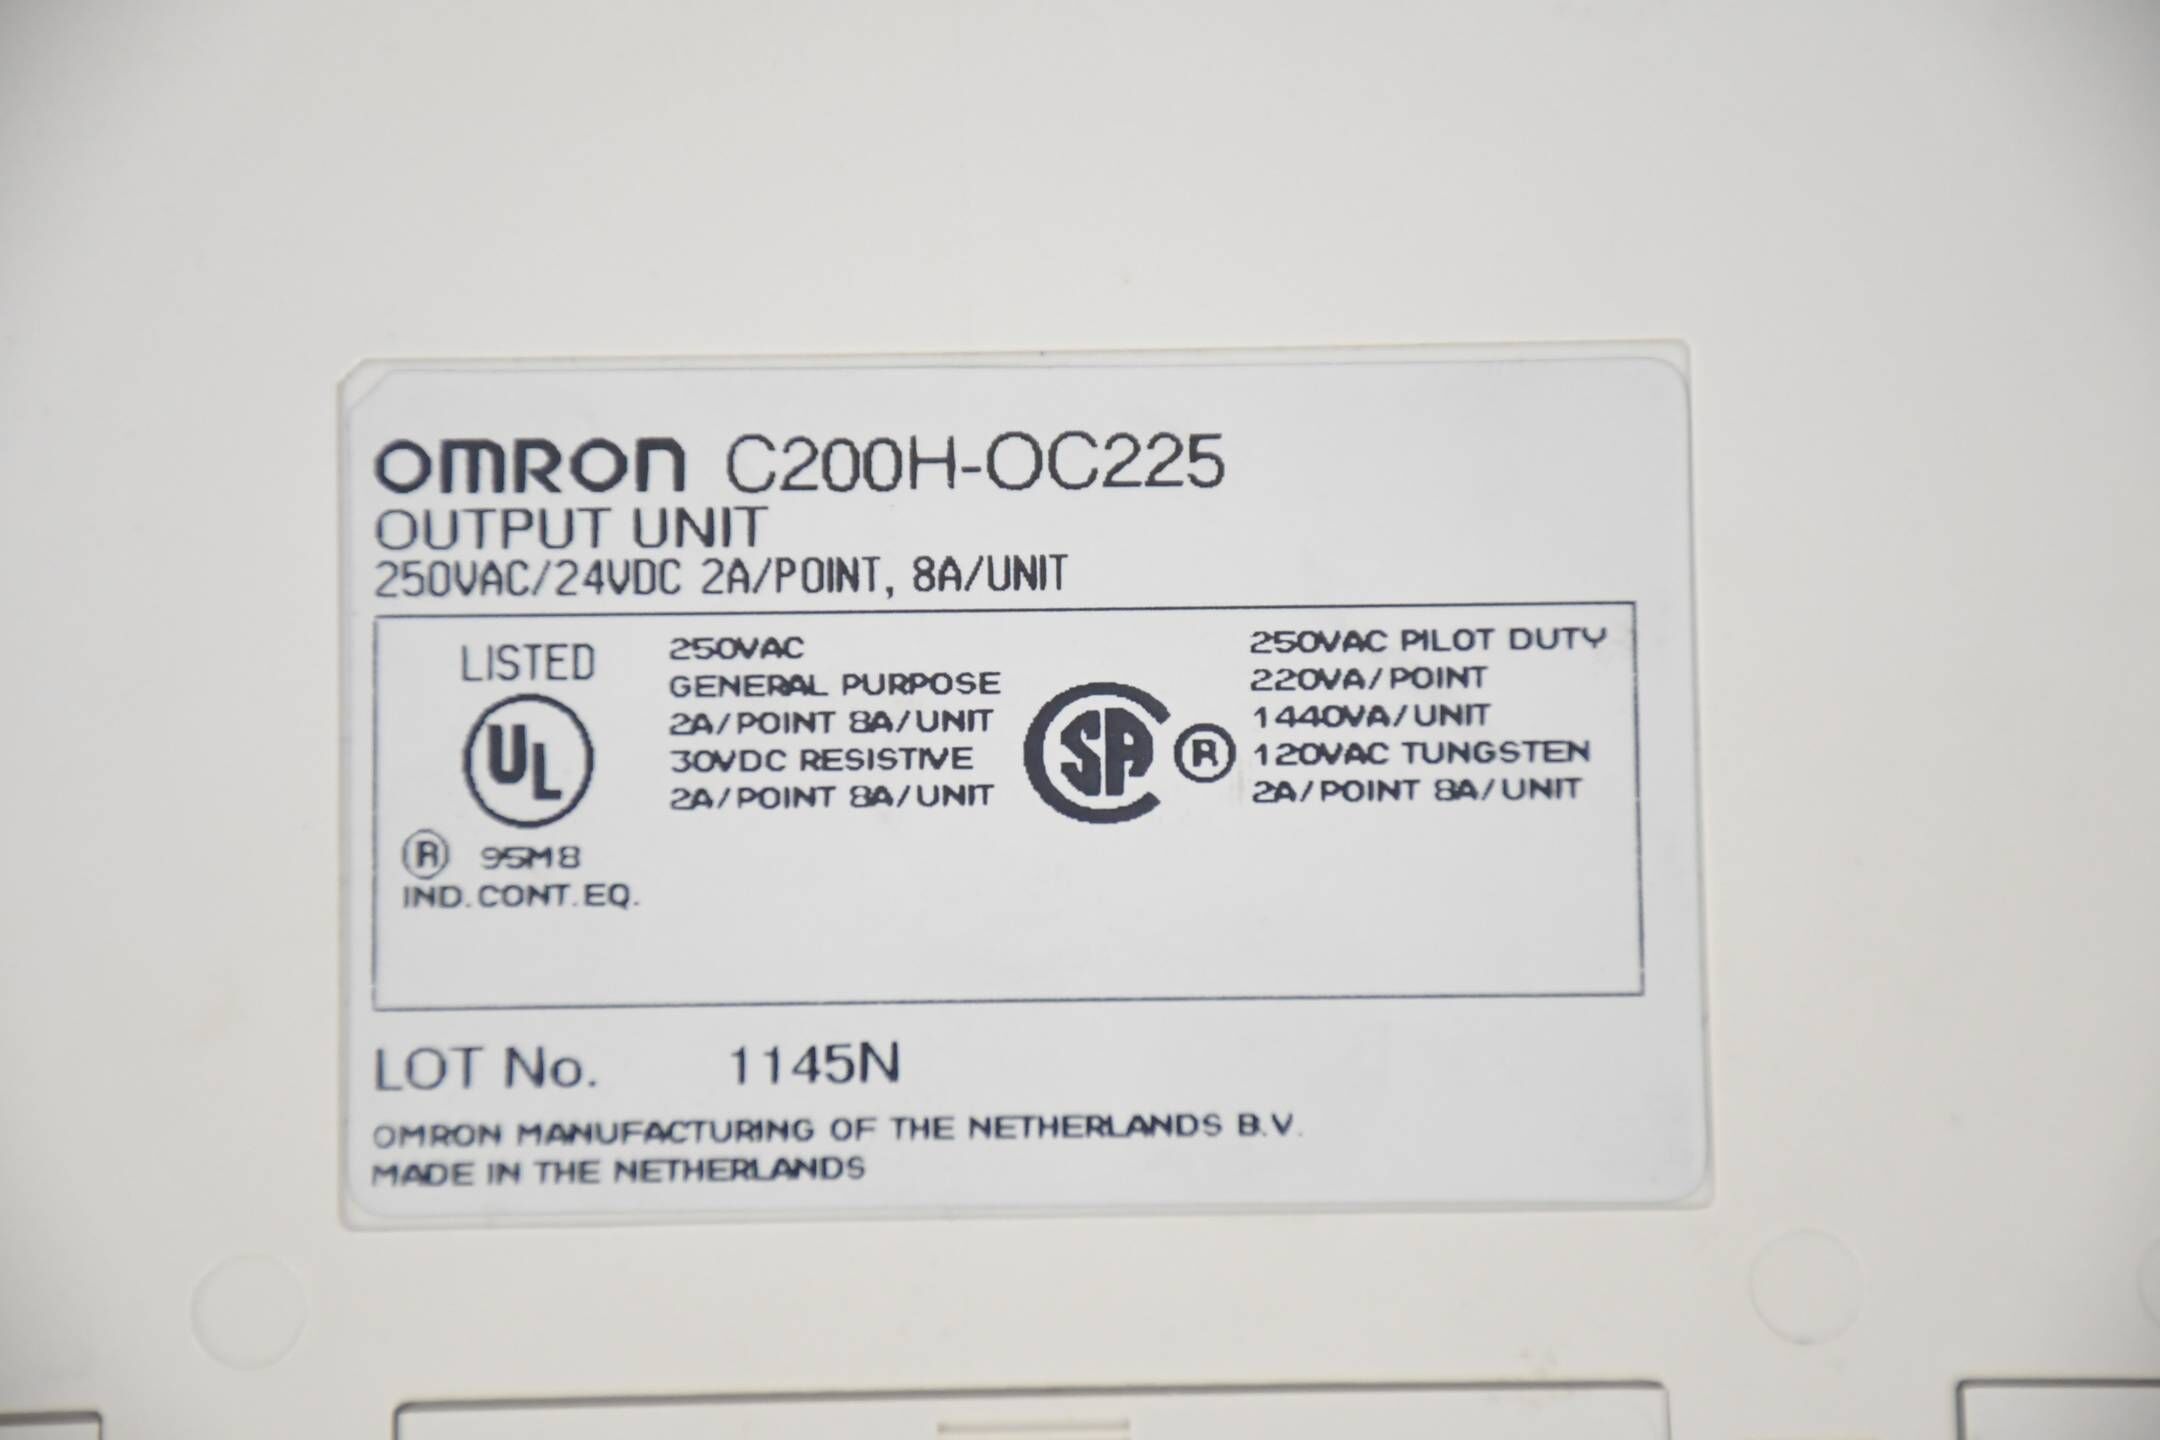 OMRON C200H-OC225
OUTPUT UNIT
250VAC/24VDC 2A/POINT, 8A/UNIT
LISTED
UL
® 95M8
IND.CONT.EQ.
250VAC
GENERAL PURPOSE
2A/POINT 8A/UNIT
30VDC RESISTIVE
2A/POINT 8A/UNIT
SA ®
250VAC PILOT DUTY
220VA/POINT
1440VA/UNIT
120VAC TUNGSTEN
2A/POINT 8A/UNIT
LOT No. 1145N
OMRON MANUFACTURING OF THE NETHERLANDS B.V.
MADE IN THE NETHERLANDS